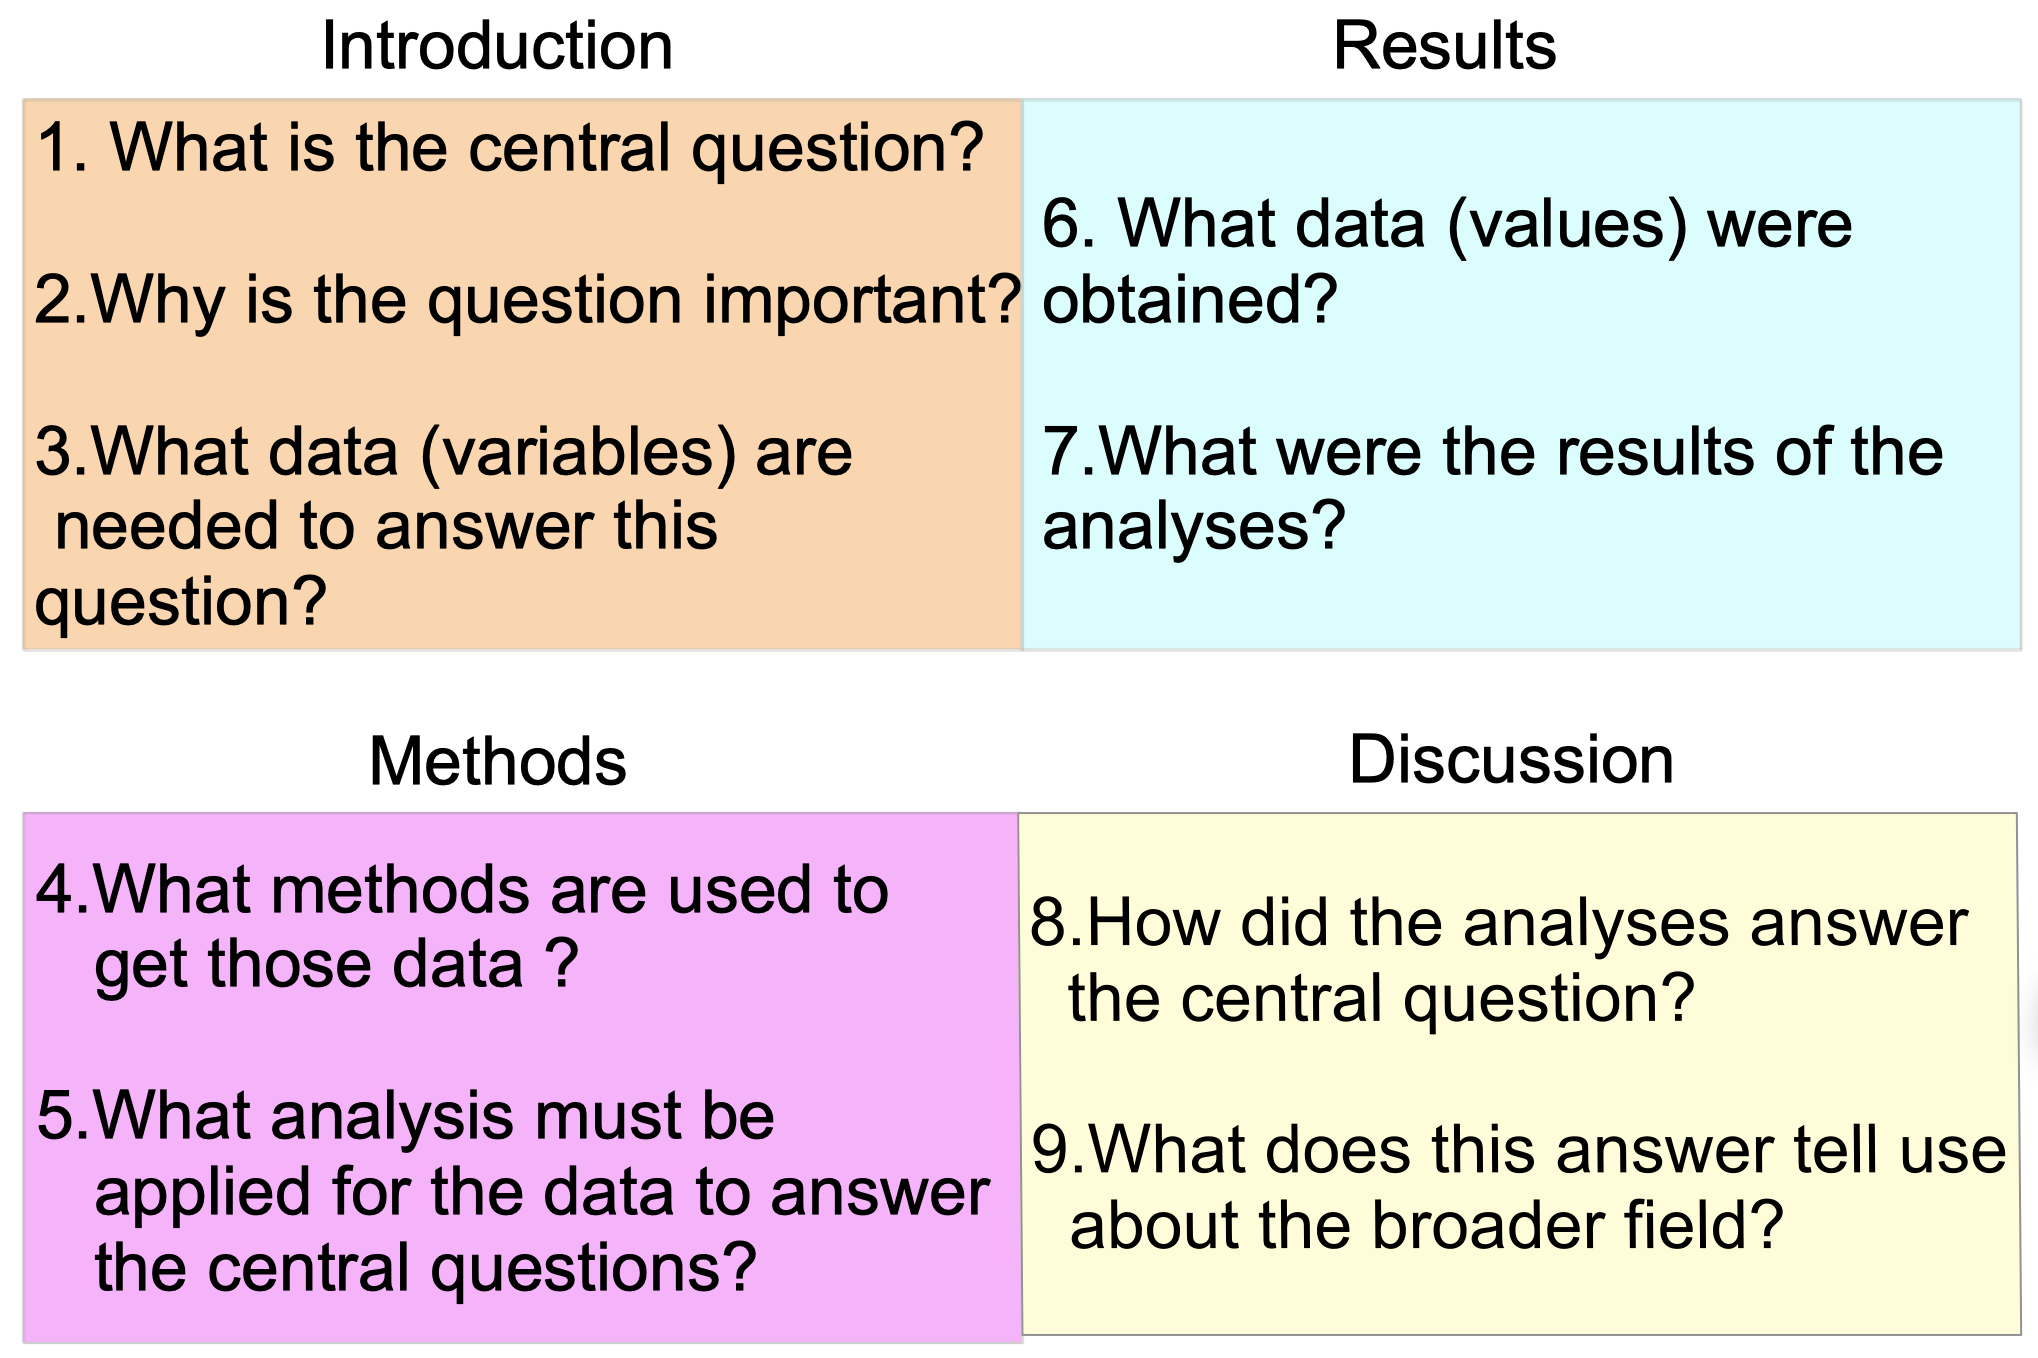 Introduction
1. What is the central question?
2.Why is the question important?
3.What data (variables) are
needed to answer this
question?
Results
6. What data (values) were
obtained?
7.What were the results of the
analyses?
Methods
4.What methods are used to
get those data ?
5.What analysis must be
applied for the data to answer
the central questions?
Discussion
8.How did the analyses answer
the central question?
9.What does this answer tell use
about the broader field?